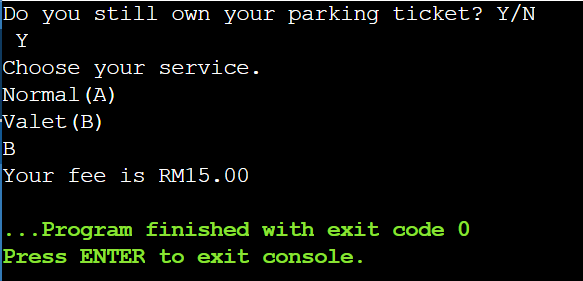 Do you still own your parking ticket? Y/N
Y
Choose your service.
Normal(A)
Valet(B)
B
Your fee is RM15.00
...Program finished with exit code 0
Press ENTER to exit console.